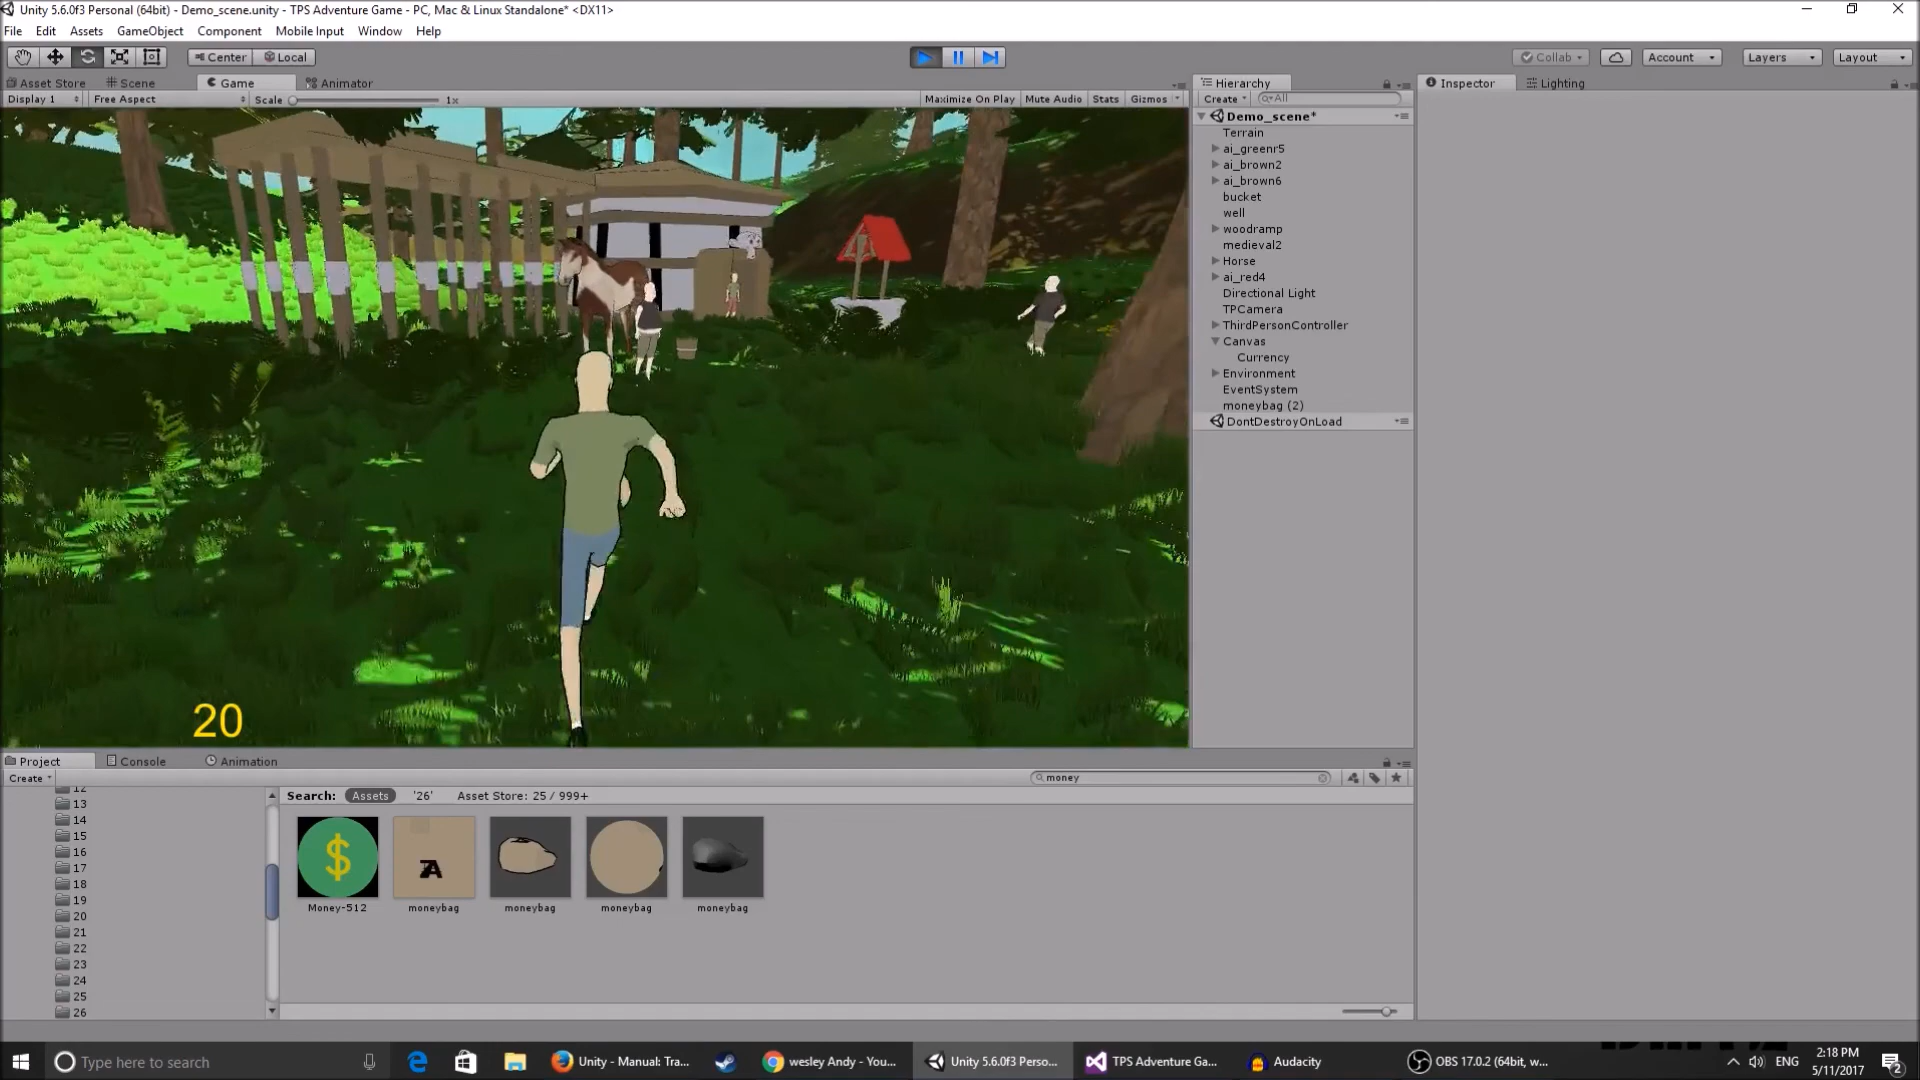 Unity 5.6.0f3 Personal (64bit) - Demo_scene.unity - TPS Adventure Game - PC, Mac & Linux Standalone* <DX11>
File Edit Assets GameObject Component Mobile Input Window Help
Center Local Collab Account Layers Layout
Asset Store Scene Game Animator Hierarchy Inspector Lighting
Display 1 Free Aspect Scale 1x Maximize On Play Mute Audio Stats Gizmos Create All
Demo_scene*
Terrain
ai_greenr5
ai_brown2
ai_brown6
bucket
well
woodramp
medieval2
Horse
ai_red4
Directional Light
TPCamera
ThirdPersonController
Canvas
Currency
Environment
EventSystem
moneybag (2)
DontDestroyOnLoad
20
Project Console Animation
Create money
Search: Assets '26' Asset Store: 25 / 999+
12
13
14
15
16
17
18
19
20
21
22
23
24
25
26
$ A
Money-512 moneybag moneybag moneybag moneybag
Type here to search Unity - Manual: Tra... wesley Andy - You... Unity 5.6.0f3 Perso... TPS Adventure Ga... Audacity OBS 17.0.2 (64bit, w... ENG 2:18 PM
5/11/2017 2